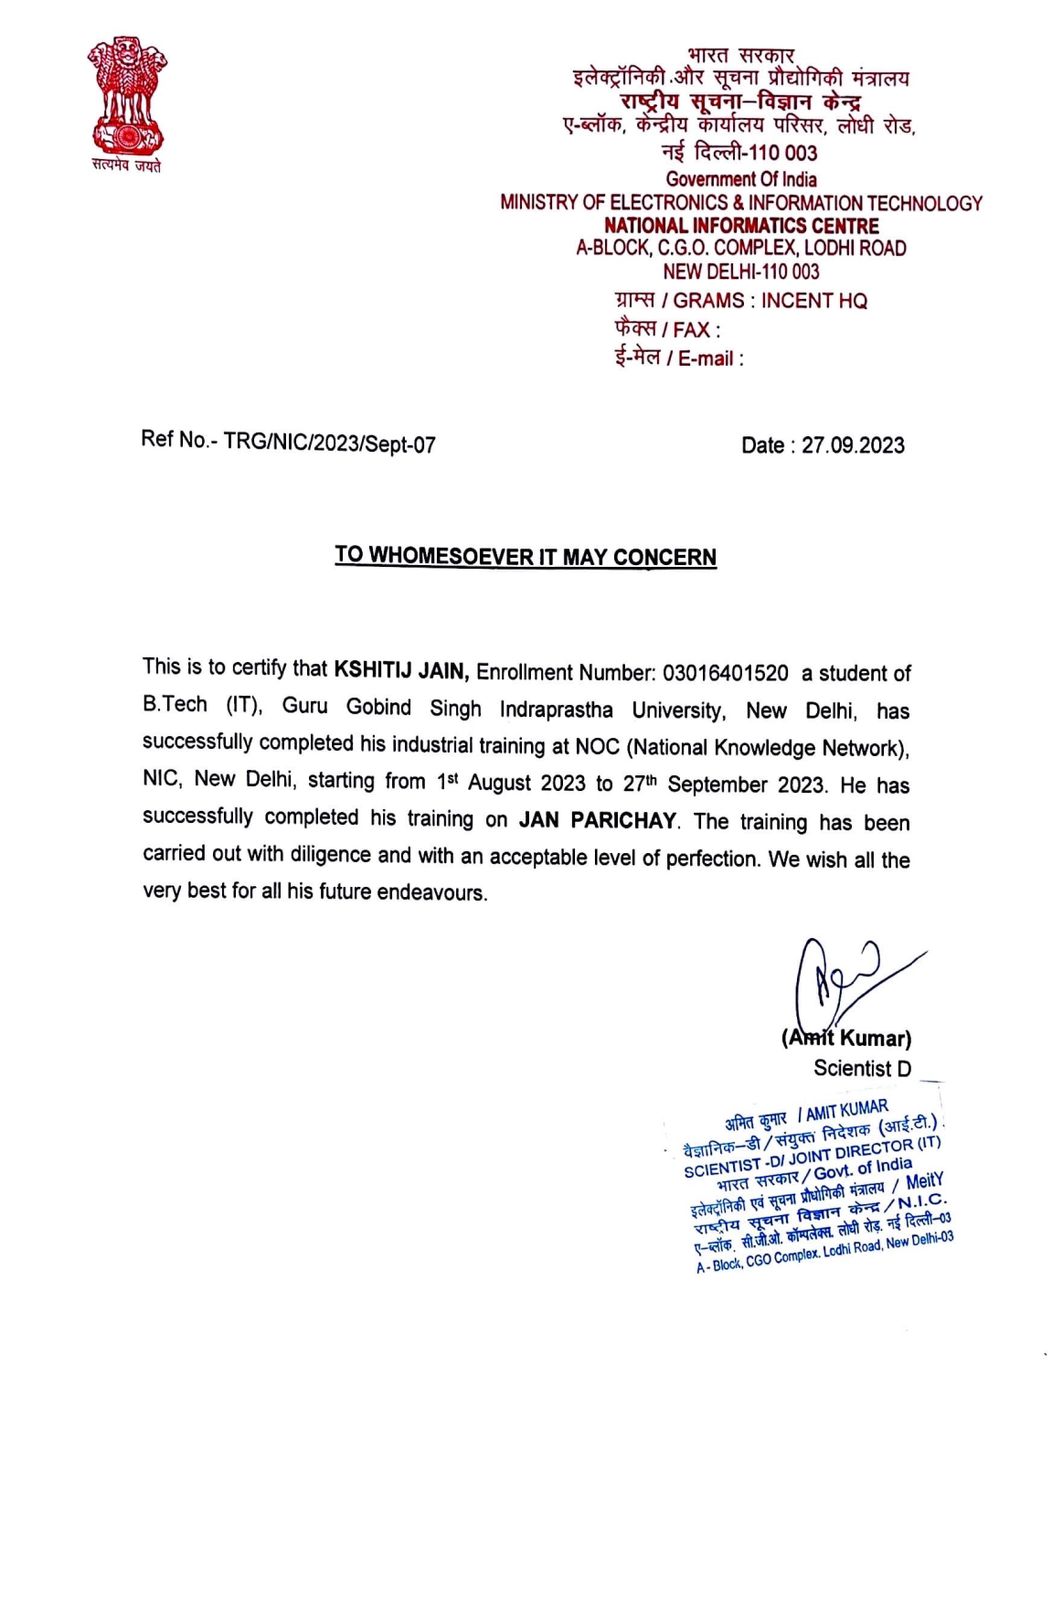 सत्यमेव जयते
भारत सरकार
इलेक्ट्रॉनिकी और सूचना प्रौद्योगिकी मंत्रालय
राष्ट्रीय सूचना–विज्ञान केन्द्र
ए-ब्लॉक, केन्द्रीय कार्यालय परिसर, लोधी रोड,
नई दिल्ली-110 003
Government Of India
MINISTRY OF ELECTRONICS & INFORMATION TECHNOLOGY
NATIONAL INFORMATICS CENTRE
A-BLOCK, C.G.O. COMPLEX, LODHI ROAD
NEW DELHI-110 003
ग्राम्स / GRAMS : INCENT HQ
फैक्स / FAX :
ई-मेल / E-mail :
Ref No.- TRG/NIC/2023/Sept-07 Date : 27.09.2023
TO WHOMESOEVER IT MAY CONCERN
This is to certify that KSHITIJ JAIN, Enrollment Number: 03016401520 a student of
B.Tech (IT), Guru Gobind Singh Indraprastha University, New Delhi, has
successfully completed his industrial training at NOC (National Knowledge Network),
NIC, New Delhi, starting from 1st August 2023 to 27th September 2023. He has
successfully completed his training on JAN PARICHAY. The training has been
carried out with diligence and with an acceptable level of perfection. We wish all the
very best for all his future endeavours.
(Amit Kumar)
Scientist D
अमित कुमार / AMIT KUMAR
वैज्ञानिक–डी / संयुक्त निदेशक (आई.टी.)
SCIENTIST -D/ JOINT DIRECTOR (IT)
भारत सरकार / Govt. of India
इलेक्ट्रॉनिकी एवं सूचना प्रौधोगिकी मंत्रालय / MeitY
राष्ट्रीय सूचना विज्ञान केन्द्र / N.I.C.
ए–ब्लॉक, सी.जी.ओ. कॉम्पलेक्स, लोधी रोड़, नई दिल्ली–03
A - Block, CGO Complex. Lodhi Road, New Delhi-03